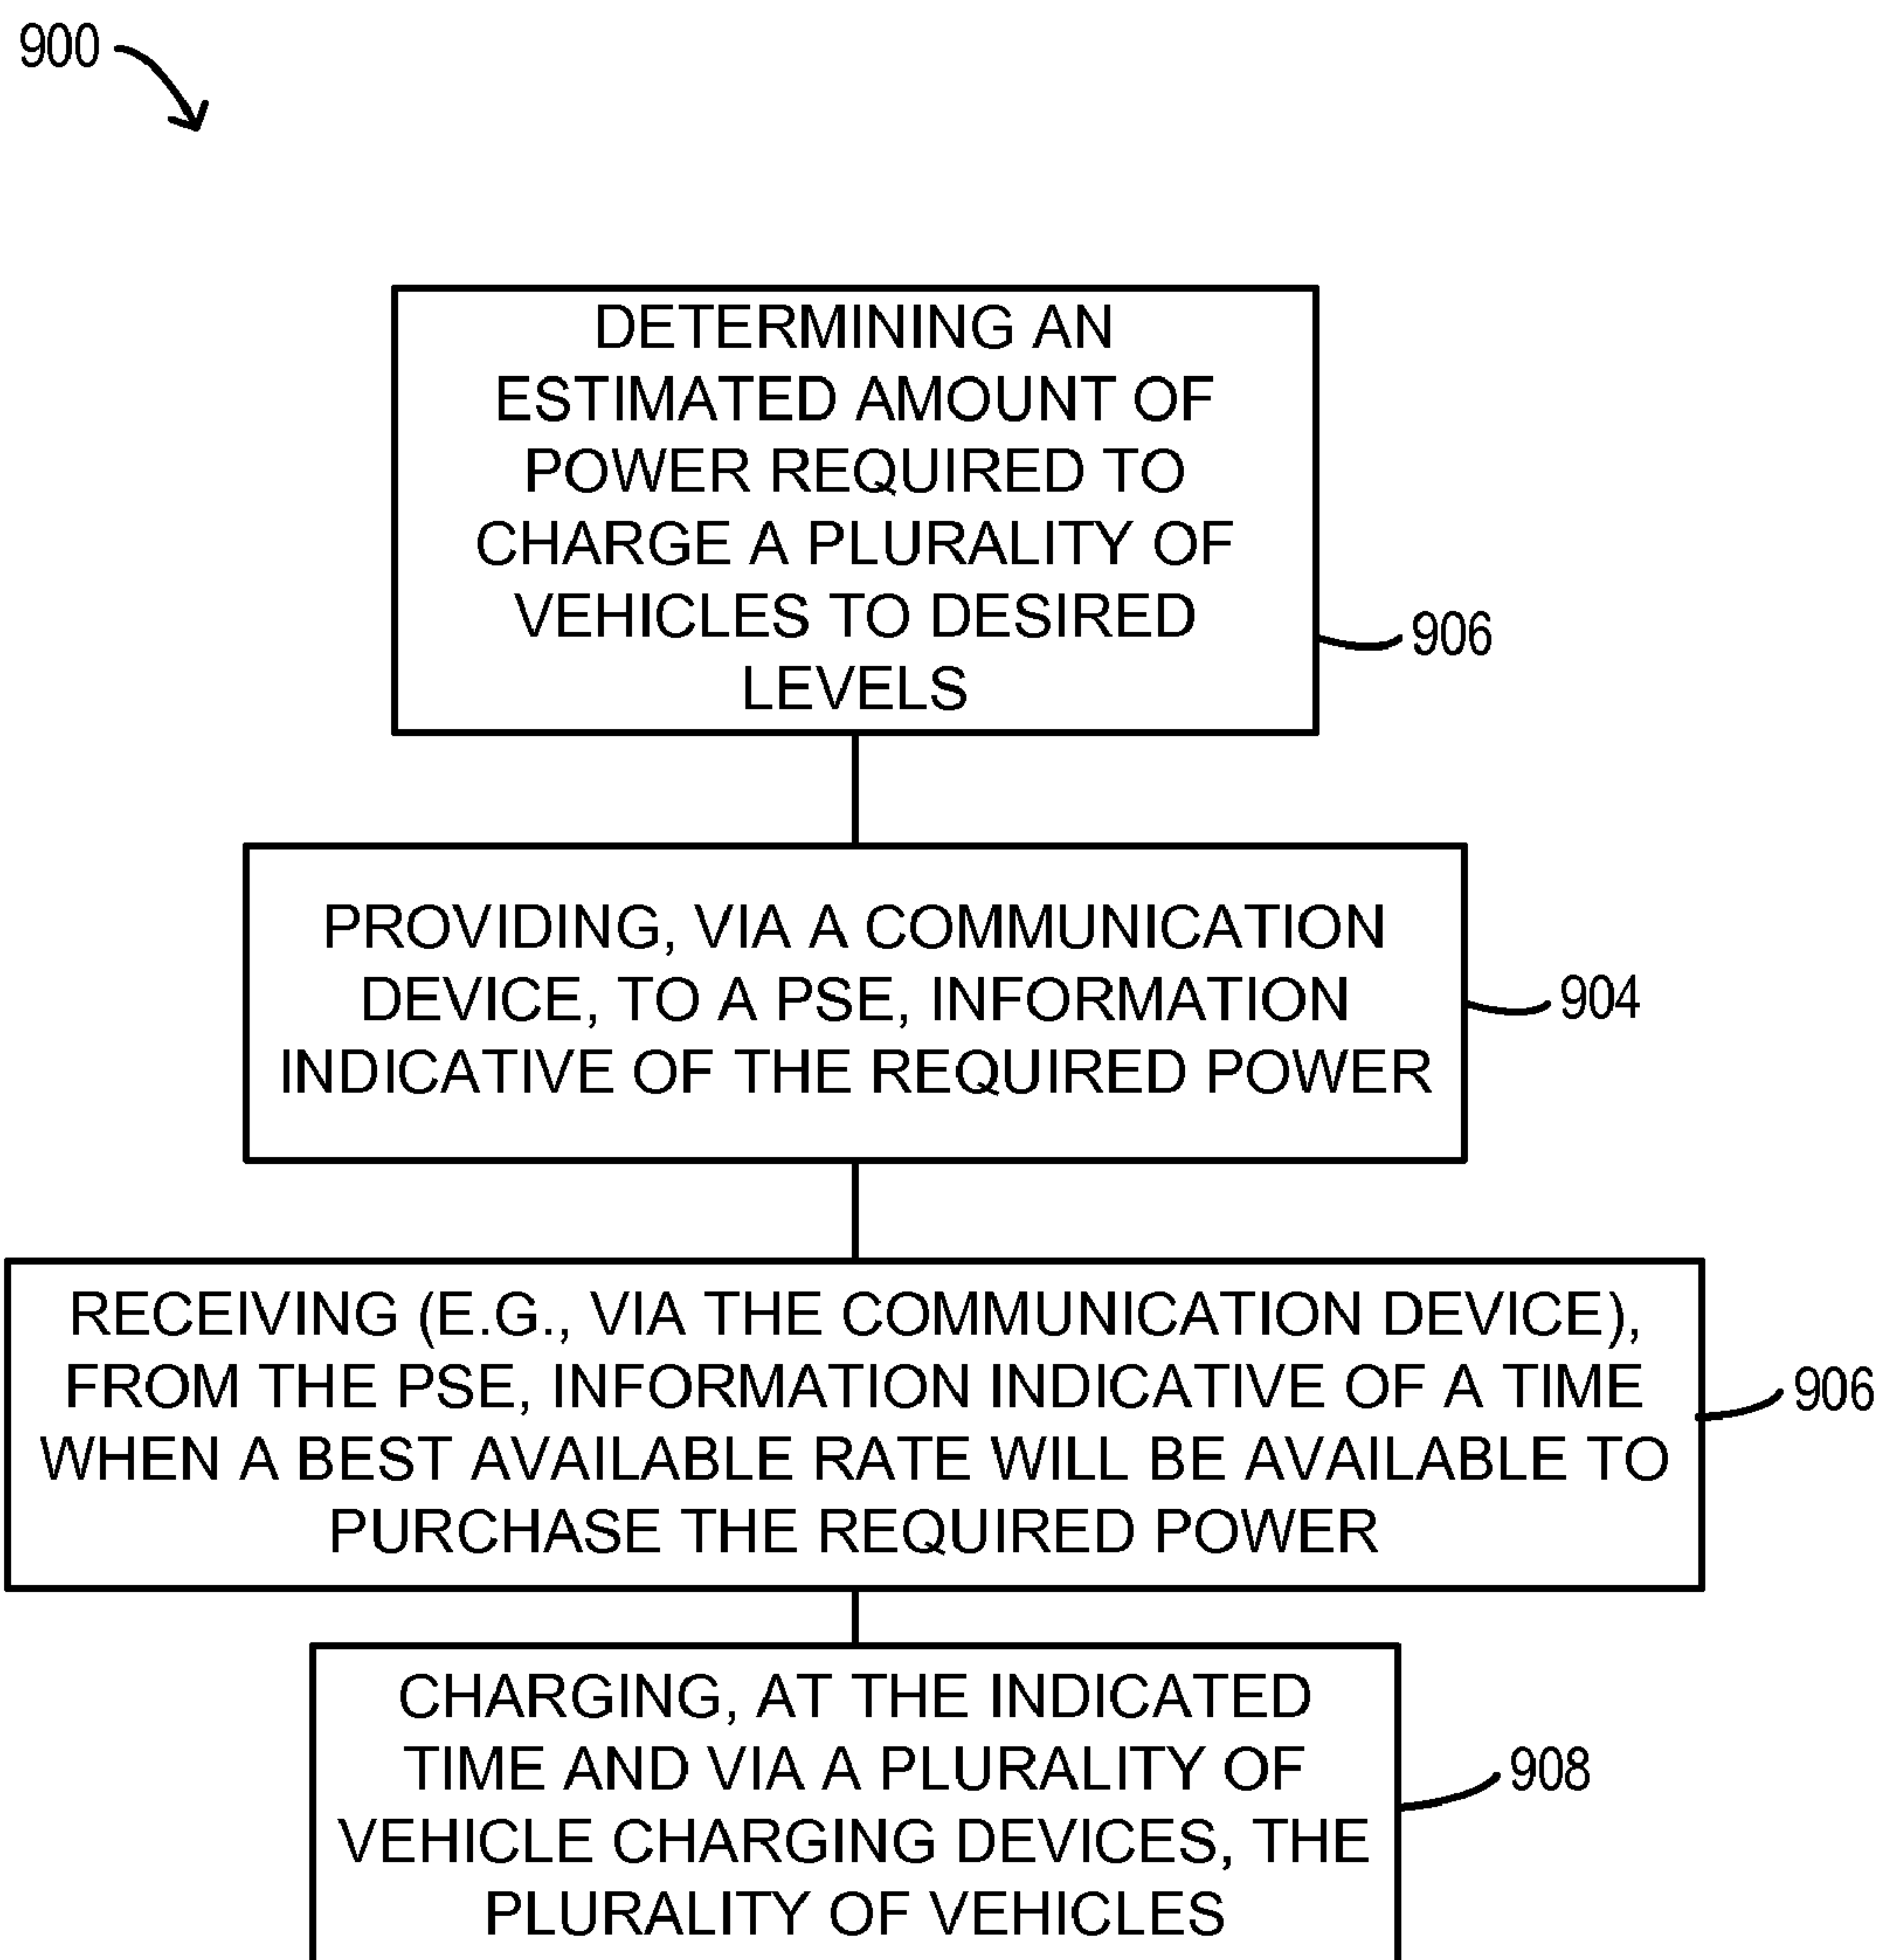 900
DETERMINING AN
ESTIMATED AMOUNT OF
POWER REQUIRED TO
CHARGE A PLURALITY OF
VEHICLES TO DESIRED
LEVELS
906
PROVIDING, VIA A COMMUNICATION
DEVICE, TO A PSE, INFORMATION
INDICATIVE OF THE REQUIRED POWER
904
RECEIVING (E.G., VIA THE COMMUNICATION DEVICE),
FROM THE PSE, INFORMATION INDICATIVE OF A TIME
WHEN A BEST AVAILABLE RATE WILL BE AVAILABLE TO
PURCHASE THE REQUIRED POWER
906
CHARGING, AT THE INDICATED
TIME AND VIA A PLURALITY OF
VEHICLE CHARGING DEVICES, THE
PLURALITY OF VEHICLES
908